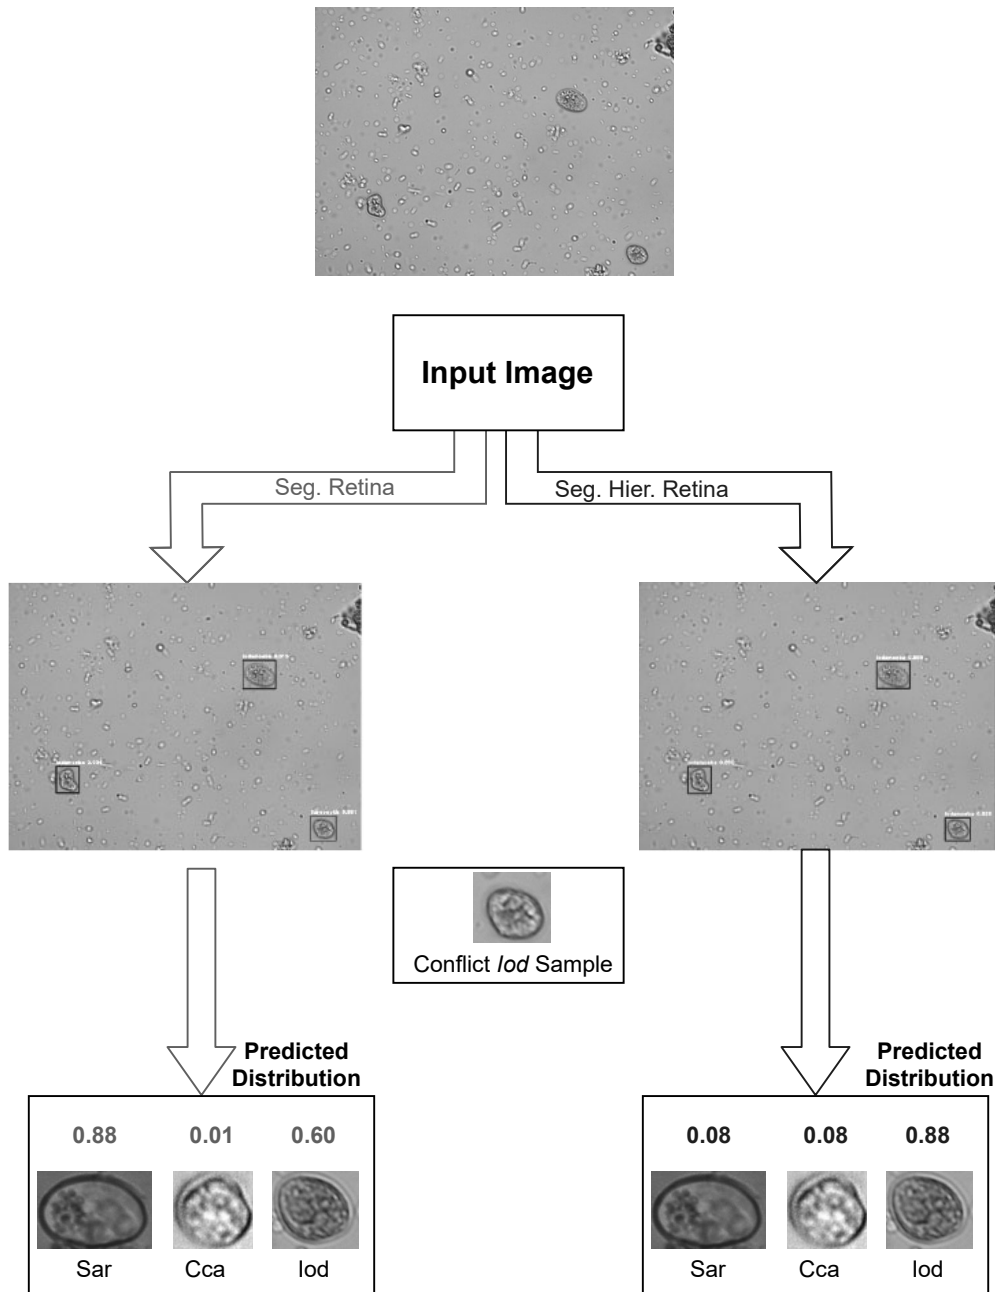 Input Image
Seg. Retina
Seg. Hier. Retina
Conflict Iod Sample
Predicted
Distribution
0.88 0.01 0.60
Sar Cca Iod
Predicted
Distribution
0.08 0.08 0.88
Sar Cca Iod